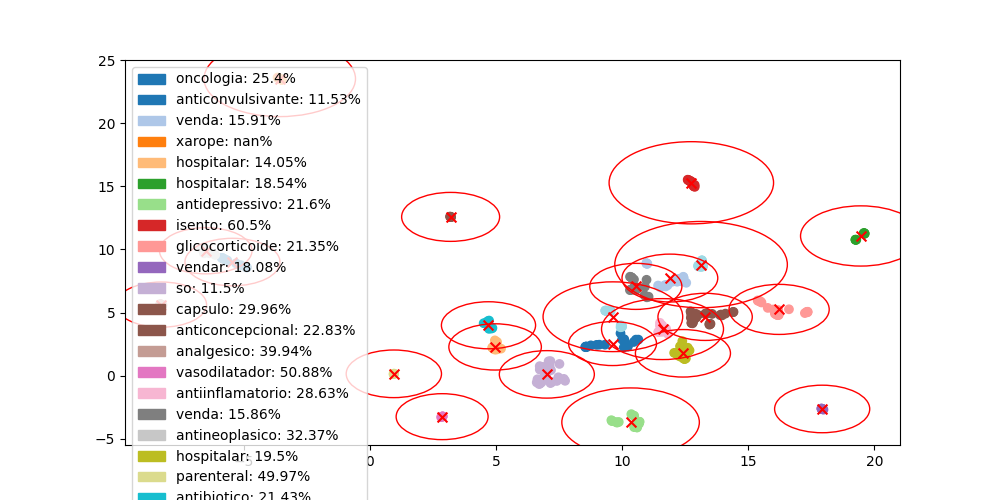 25
20
15
10
5
0
−5
5
0
5
10
15
20
oncologia: 25.4%
anticonvulsivante: 11.53%
venda: 15.91%
xarope: nan%
hospitalar: 14.05%
hospitalar: 18.54%
antidepressivo: 21.6%
isento: 60.5%
glicocorticoide: 21.35%
vendar: 18.08%
so: 11.5%
capsulo: 29.96%
anticoncepcional: 22.83%
analgesico: 39.94%
vasodilatador: 50.88%
antiinflamatorio: 28.63%
venda: 15.86%
antineoplasico: 32.37%
hospitalar: 19.5%
parenteral: 49.97%
antibiotico: 21.43%